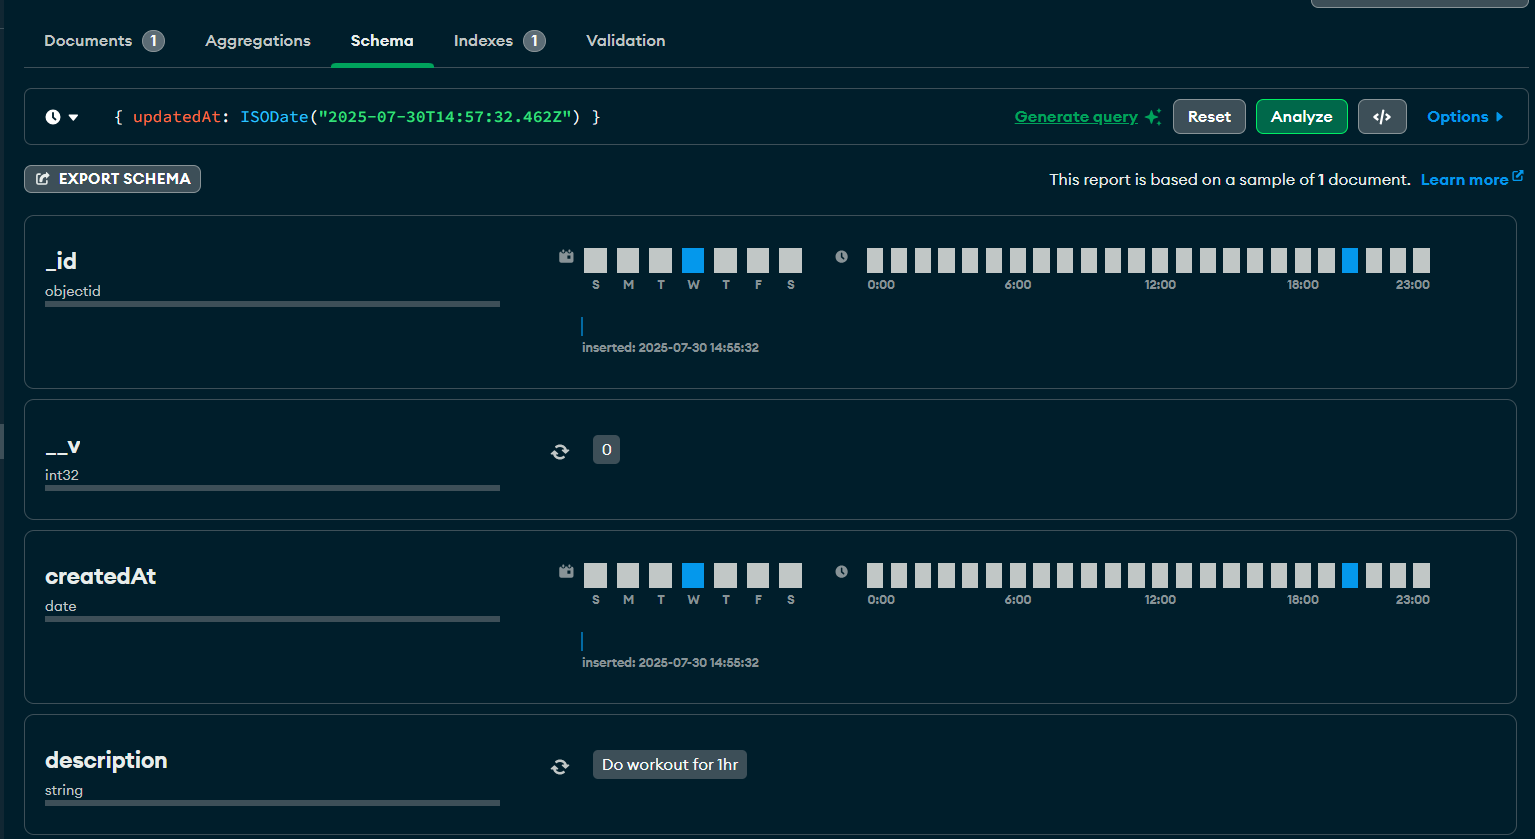 Documents 1 Aggregations Schema Indexes 1 Validation
{ updatedAt: ISODate("2025-07-30T14:57:32.462Z") } Generate query Reset Analyze </> Options
EXPORT SCHEMA This report is based on a sample of 1 document. Learn more
_id
objectid
S M T W T F S
0:00 6:00 12:00 18:00 23:00
inserted: 2025-07-30 14:55:32
__v
int32
0
createdAt
date
S M T W T F S
0:00 6:00 12:00 18:00 23:00
inserted: 2025-07-30 14:55:32
description
string
Do workout for 1hr